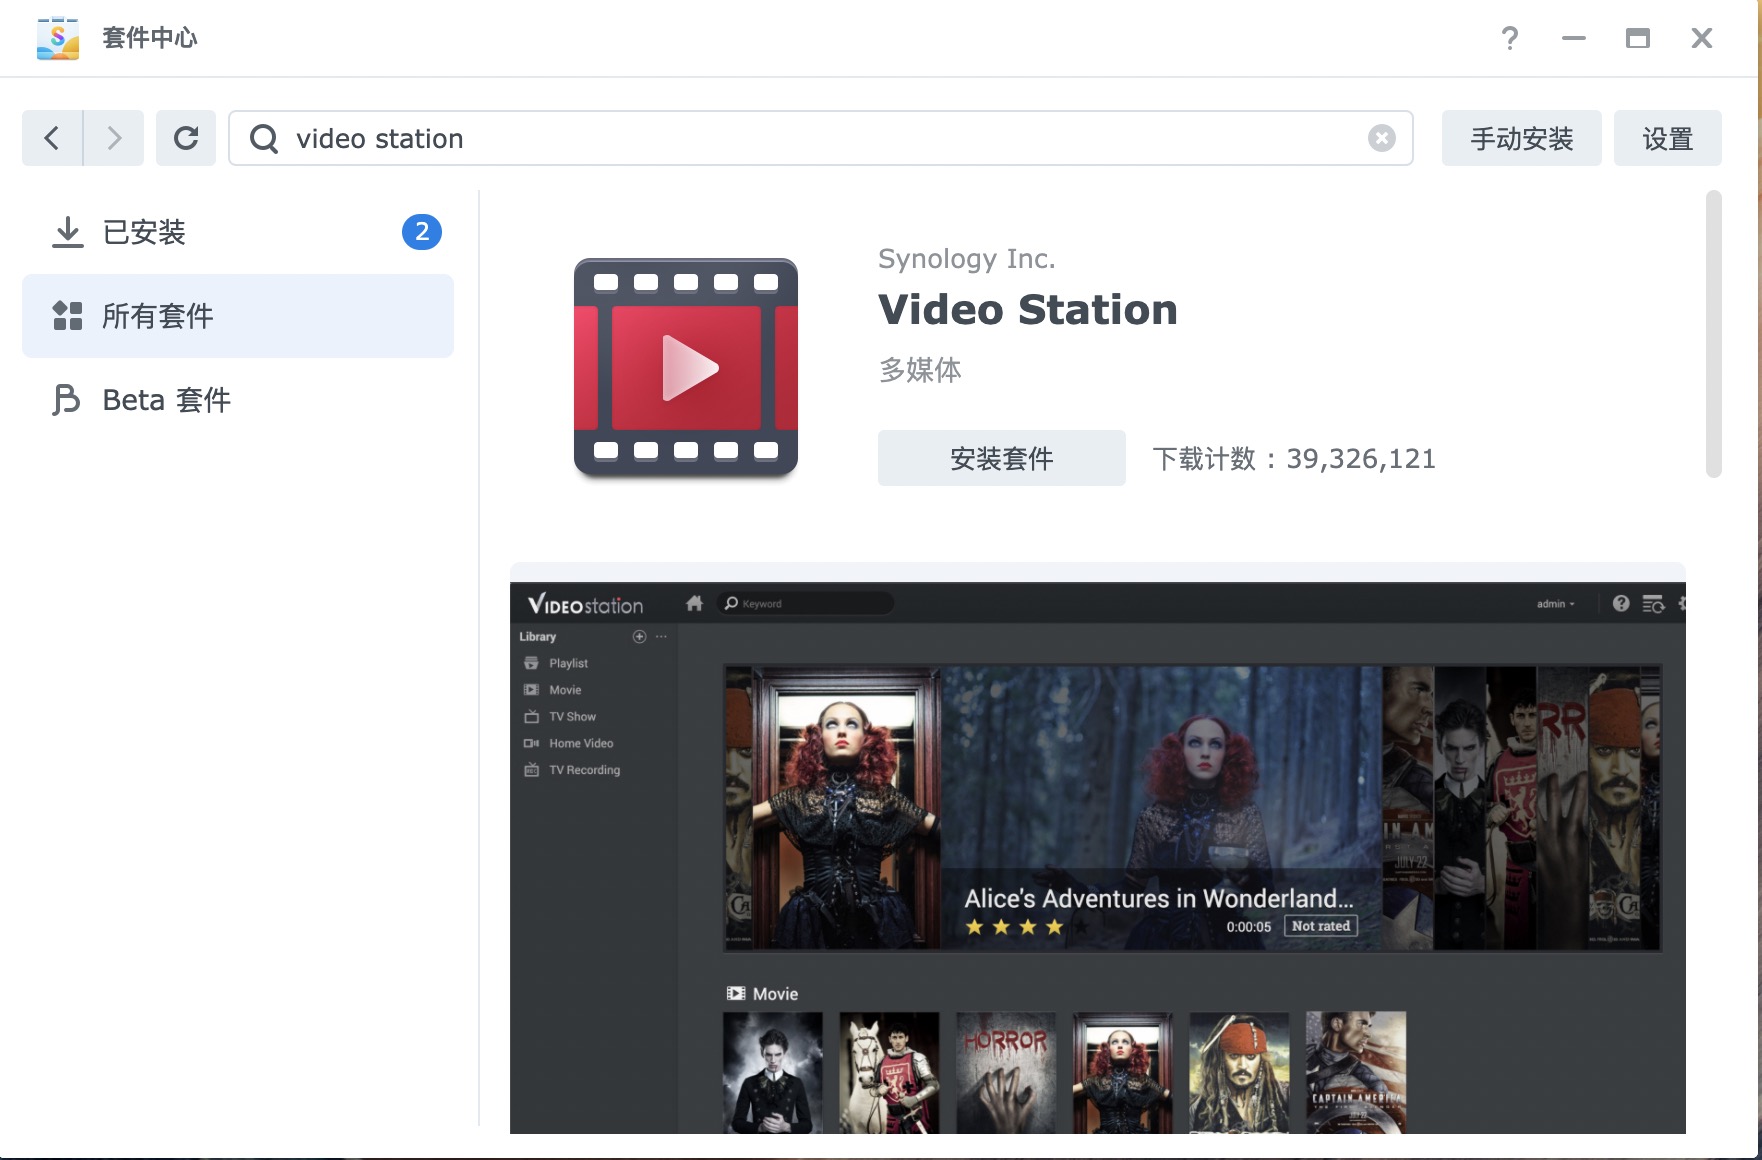 套件中心
video station
手动安装
设置
已安装
2
所有套件
Beta 套件
Synology Inc.
Video Station
多媒体
安装套件
下载计数：39,326,121
VIDEOstation
Keyword
admin
Library
Playlist
Movie
TV Show
Home Video
TV Recording
Alice's Adventures in Wonderland...
0:00:05
Not rated
JULY 22
Movie
HORROR
CAPTAIN AMERICA